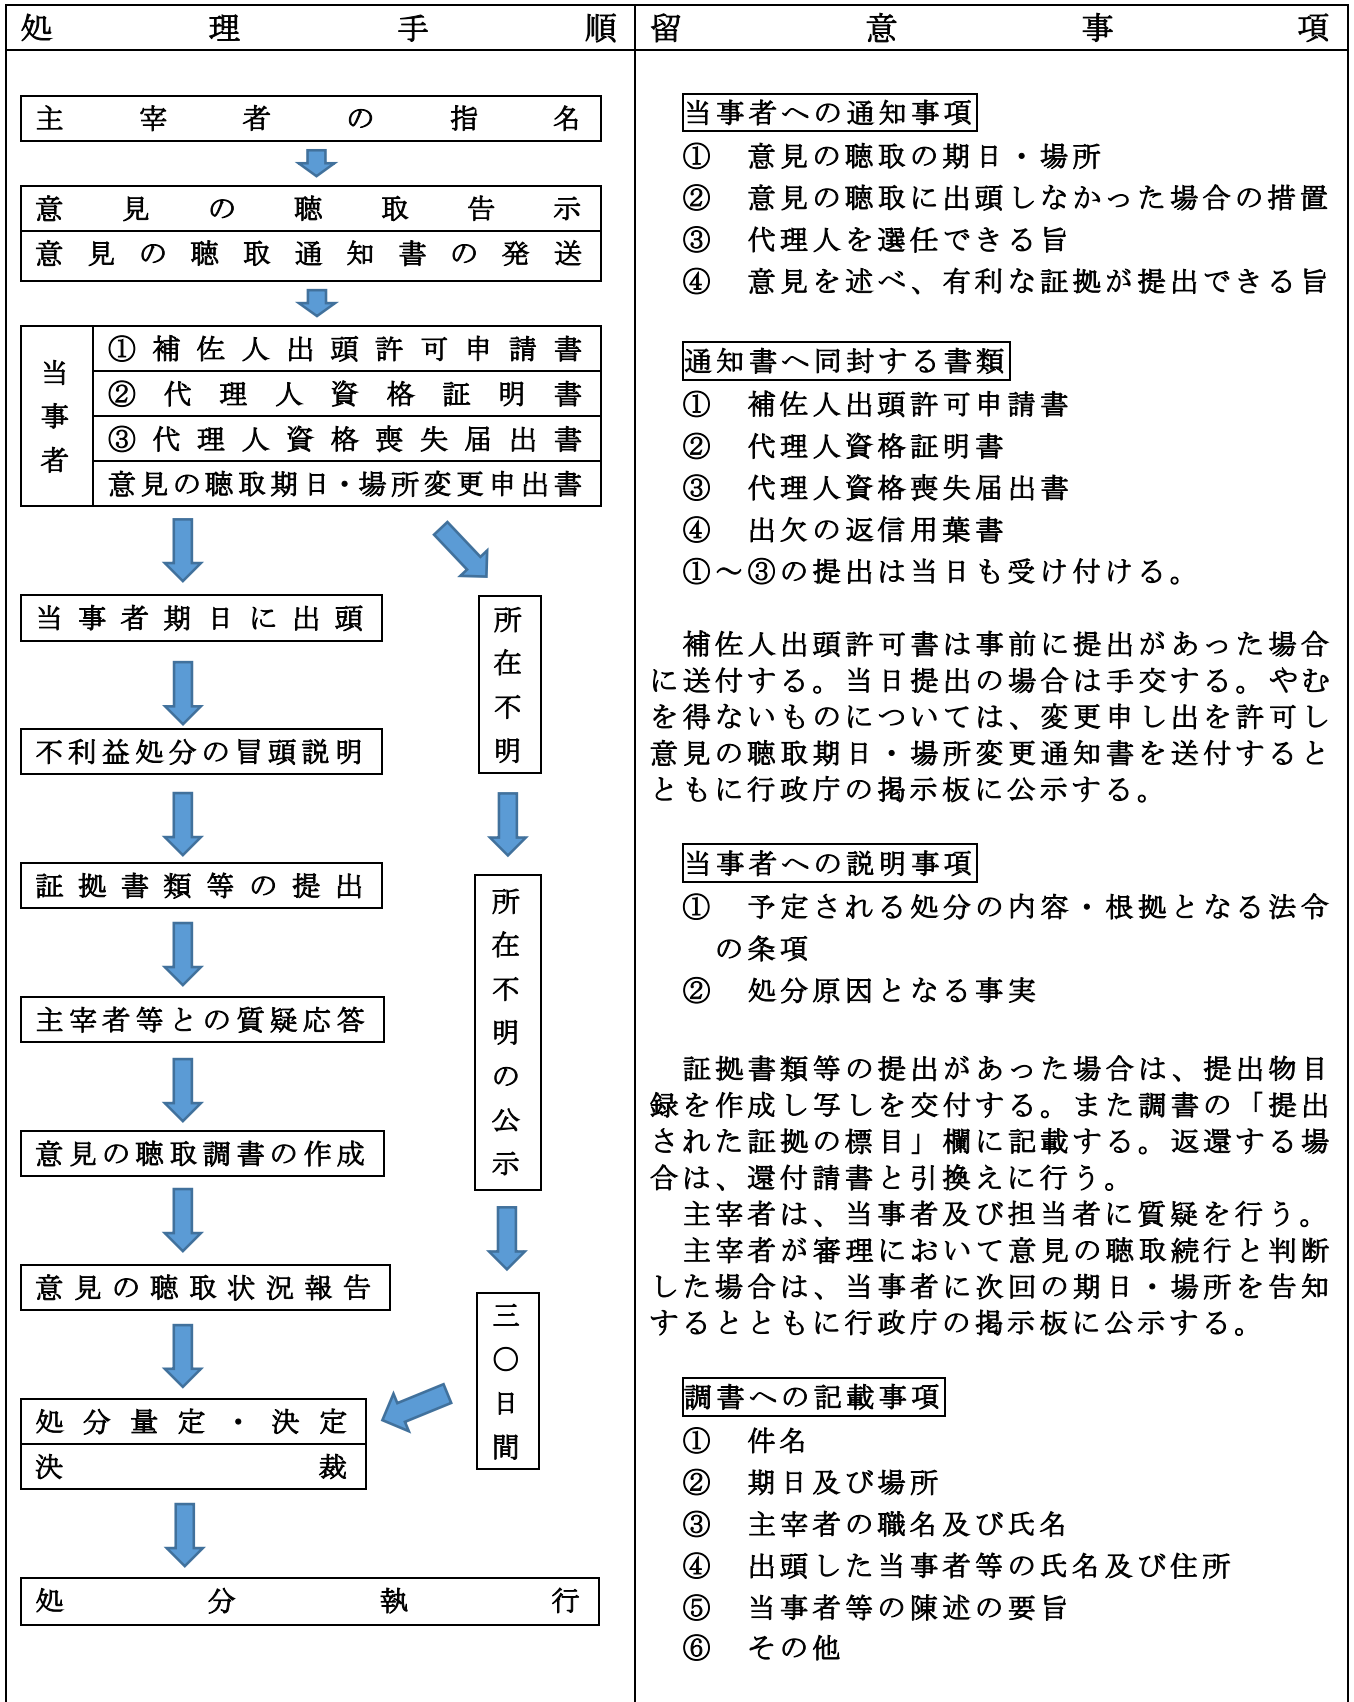 処理手順
主宰者の指名
意見の聴取告示
意見の聴取通知書の発送
当事者
①補佐人出頭許可申請書
②代理人資格証明書
③代理人資格喪失届出書
意見の聴取期日・場所変更申出書
当事者期日に出頭
不利益処分の冒頭説明
証拠書類等の提出
主宰者等との質疑応答
意見の聴取調書の作成
意見の聴取状況報告
所在不明
所在不明の公示
三〇日間
処分量定・決定
決裁
処分執行
留意事項
当事者への通知事項
①　意見の聴取の期日・場所
②　意見の聴取に出頭しなかった場合の措置
③　代理人を選任できる旨
④　意見を述べ、有利な証拠が提出できる旨
通知書へ同封する書類
①　補佐人出頭許可申請書
②　代理人資格証明書
③　代理人資格喪失届出書
④　出欠の返信用葉書
①～③の提出は当日も受け付ける。
　補佐人出頭許可書は事前に提出があった場合
に送付する。当日提出の場合は手交する。やむ
を得ないものについては、変更申し出を許可し
意見の聴取期日・場所変更通知書を送付すると
ともに行政庁の掲示板に公示する。
当事者への説明事項
①　予定される処分の内容・根拠となる法令
の条項
②　処分原因となる事実
　証拠書類等の提出があった場合は、提出物目
録を作成し写しを交付する。また調書の「提出
された証拠の標目」欄に記載する。返還する場
合は、還付請書と引換えに行う。
　主宰者は、当事者及び担当者に質疑を行う。
　主宰者が審理において意見の聴取続行と判断
した場合は、当事者に次回の期日・場所を告知
するとともに行政庁の掲示板に公示する。
調書への記載事項
①　件名
②　期日及び場所
③　主宰者の職名及び氏名
④　出頭した当事者等の氏名及び住所
⑤　当事者等の陳述の要旨
⑥　その他